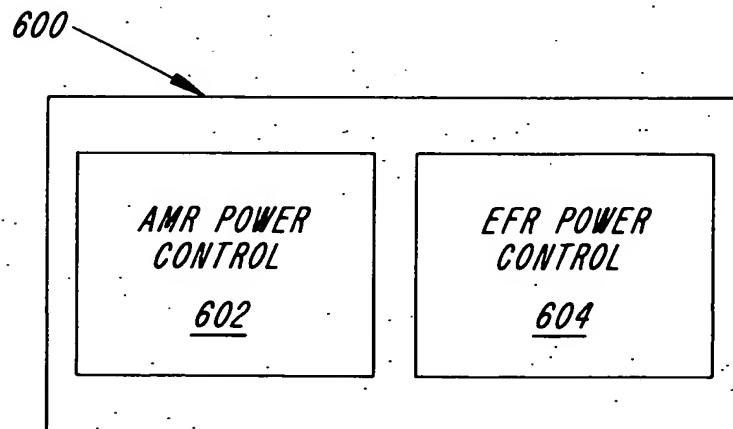 600
AMR POWER
CONTROL
602
EFR POWER
CONTROL
604